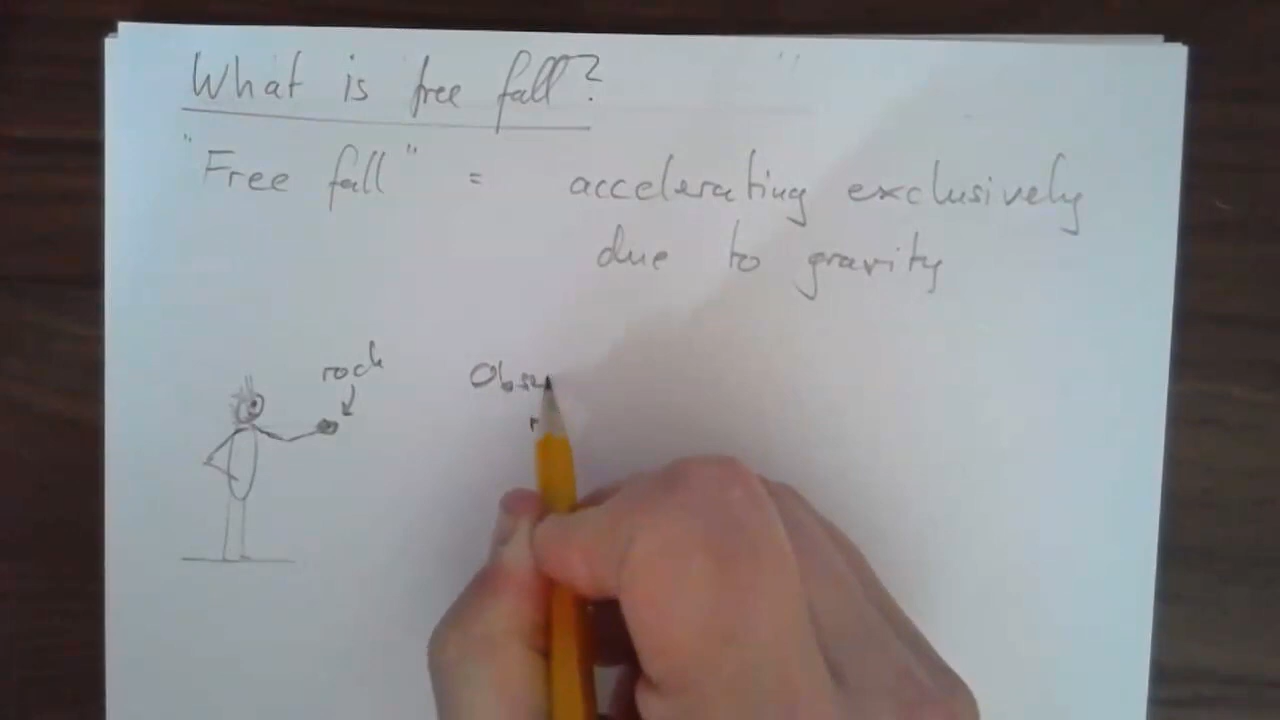 What is free fall?
"Free fall" = accelerating exclusively
due to gravity
rock